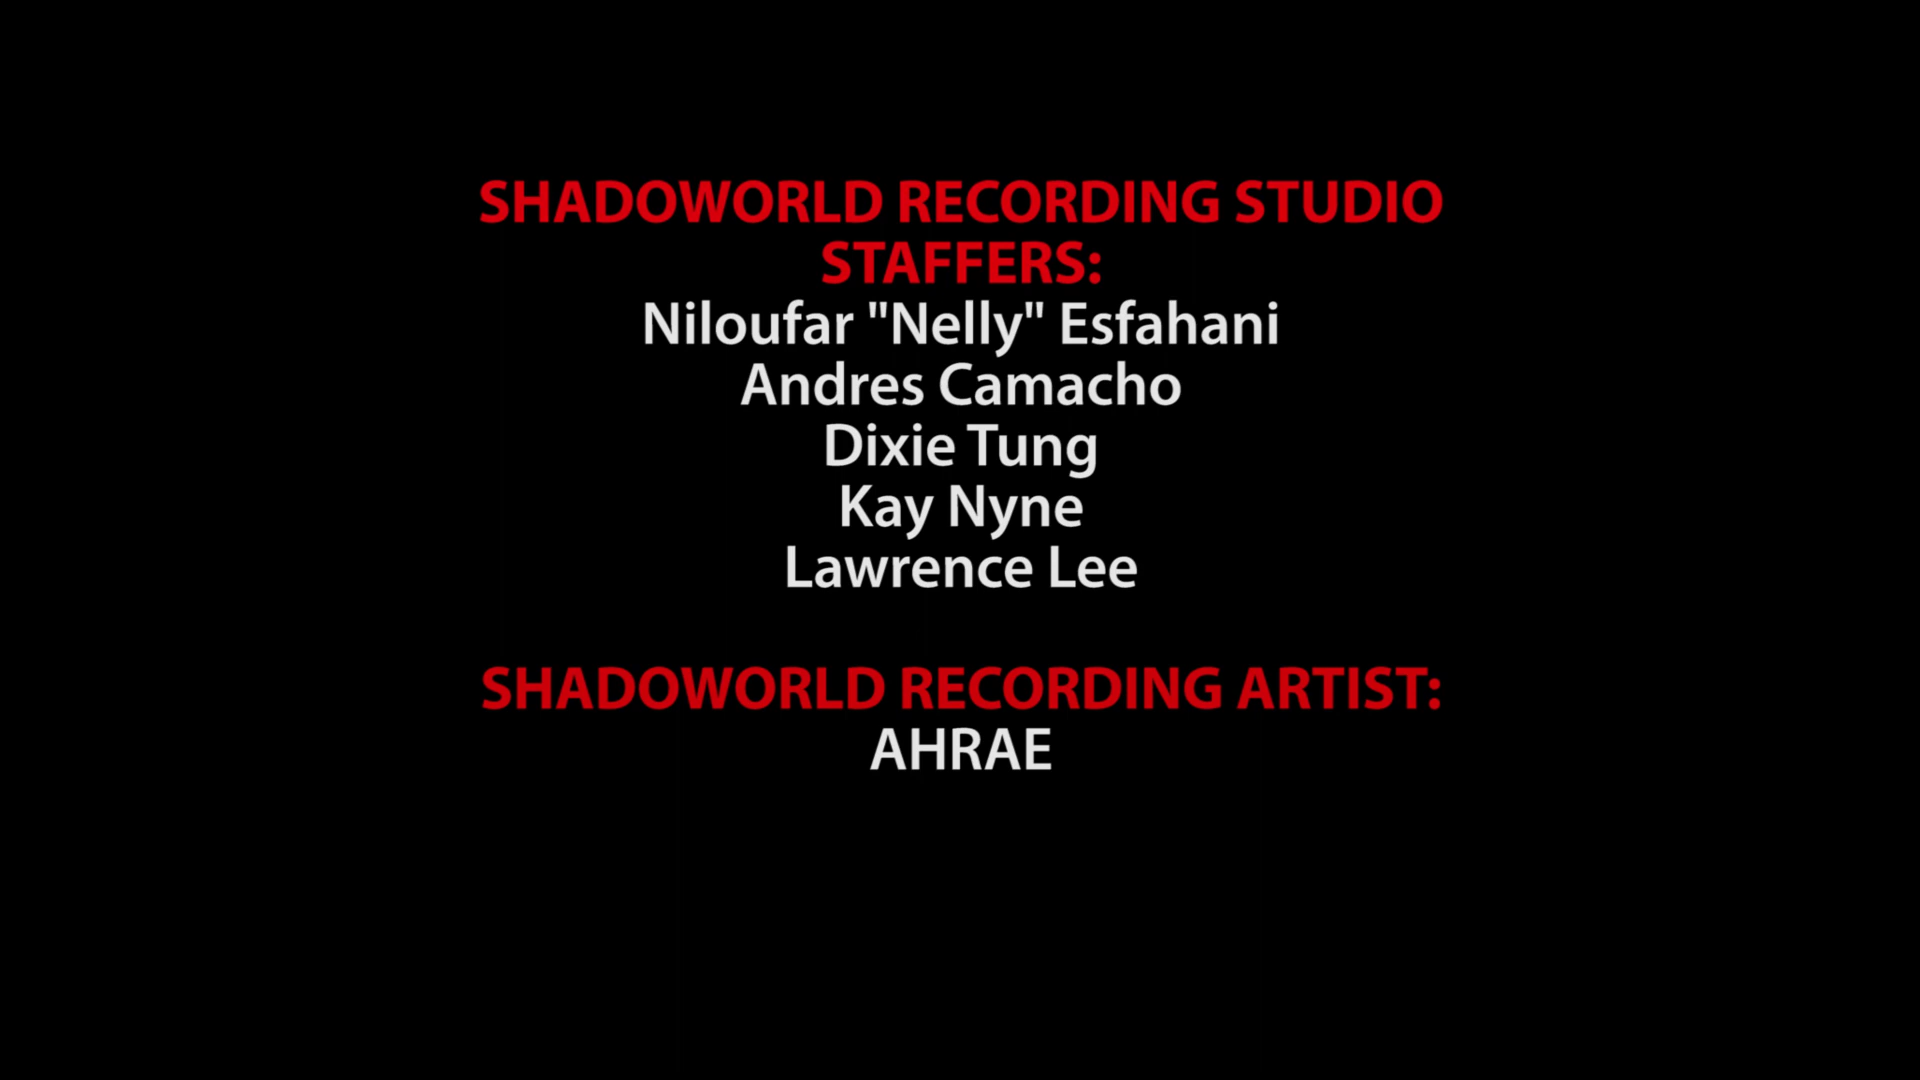 SHADOWORLD RECORDING STUDIO
STAFFERS:
Niloufar "Nelly" Esfahani
Andres Camacho
Dixie Tung
Kay Nyne
Lawrence Lee
SHADOWORLD RECORDING ARTIST:
AHRAE